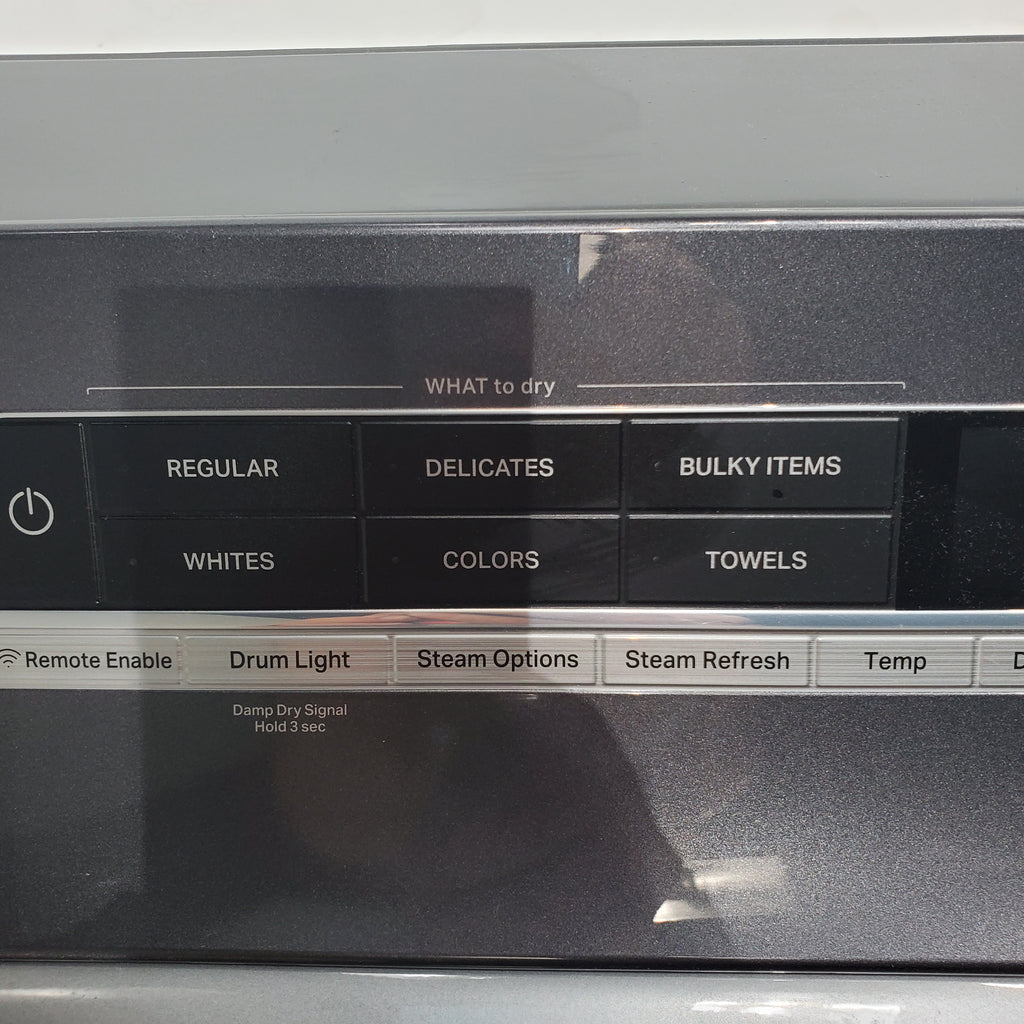 WHAT to dry
REGULAR
DELICATES
BULKY ITEMS
WHITES
COLORS
TOWELS
Remote Enable
Drum Light
Steam Options
Steam Refresh
Temp
D
Damp Dry Signal
Hold 3 sec